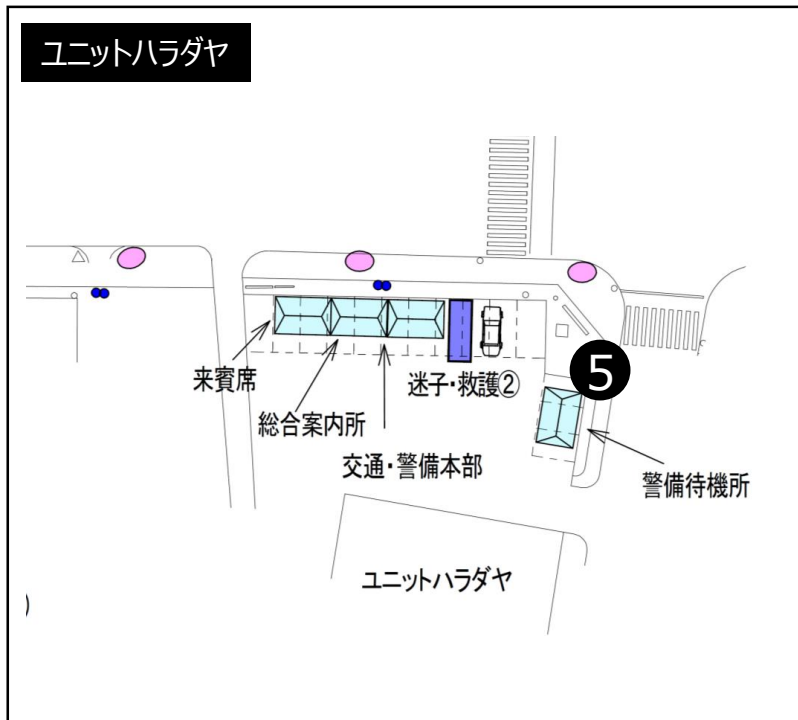 ユニットハラダヤ
来賓席
総合案内所
交通・警備本部
迷子・救護②
5
警備待機所
ユニットハラダヤ